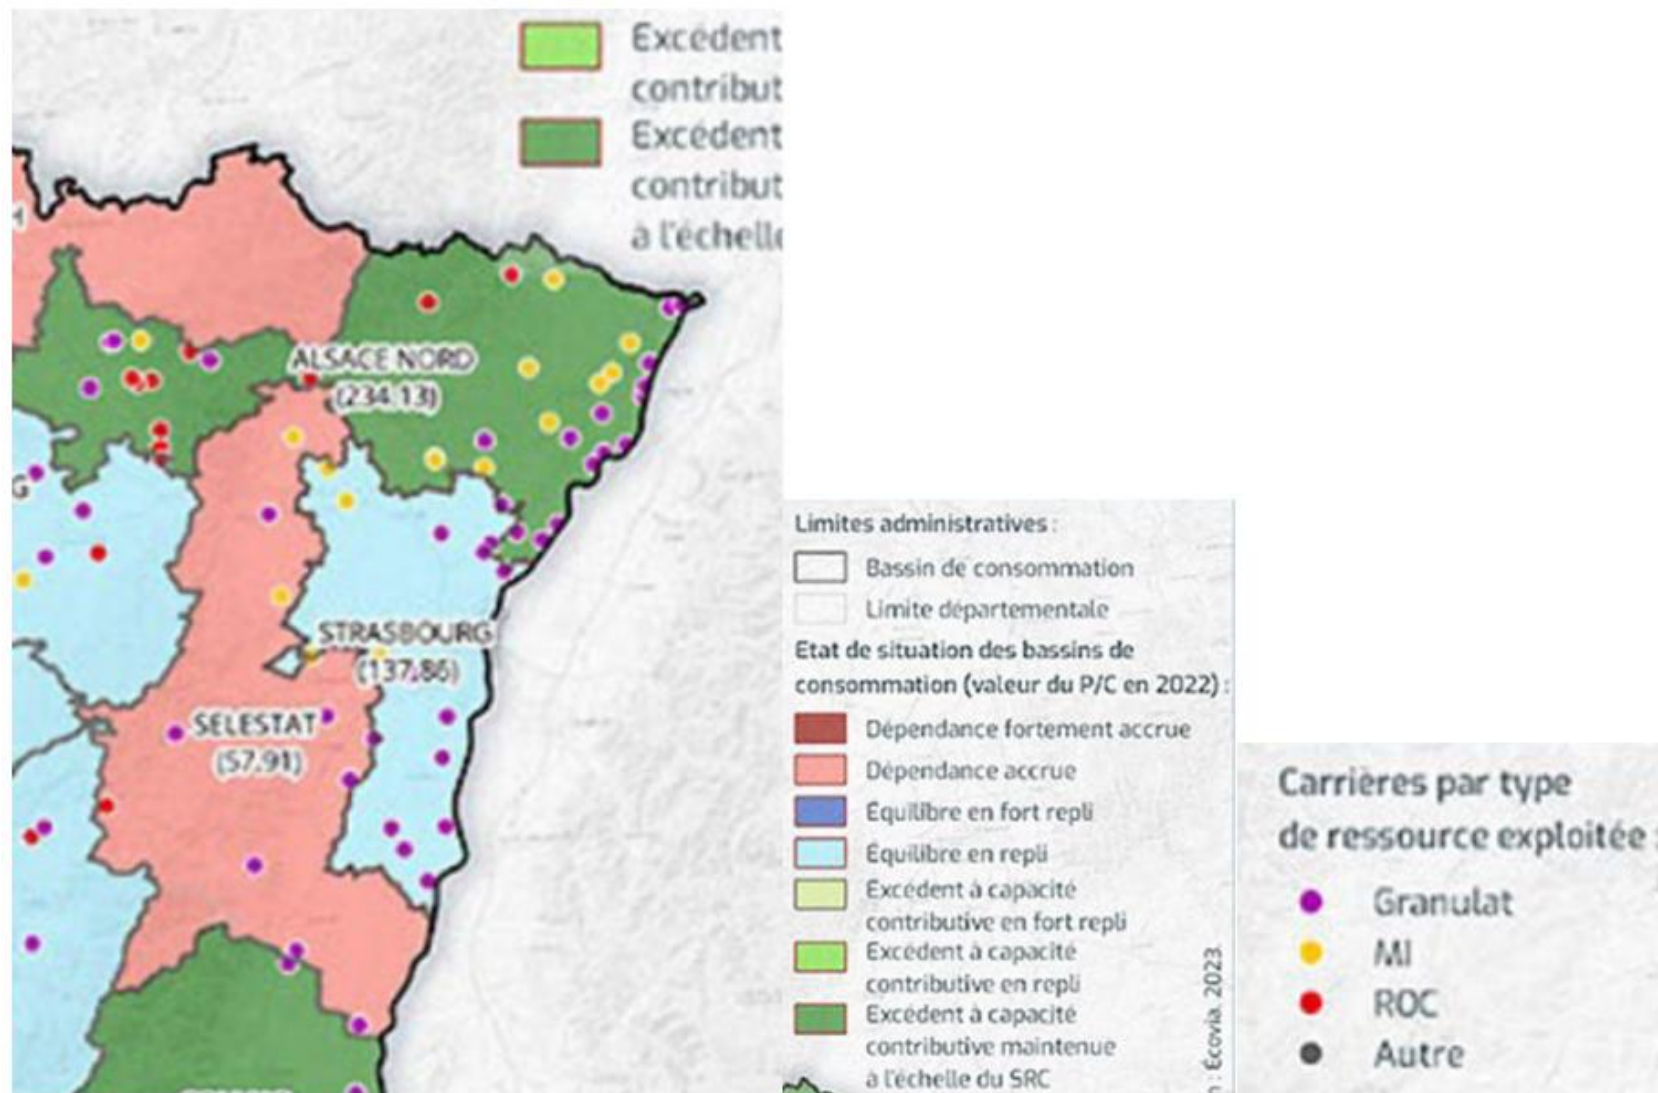 Excédent
contribut
Excédent
contribut
à l'échelle
H
ALSACE NORD
(234.13)
G
STRASBOURG
(137.86)
SELESTAT
(57.91)
Limites administratives :
Bassin de consommation
Limite départementale
Etat de situation des bassins de
consommation (valeur du P/C en 2022) :
Dépendance fortement accrue
Dépendance accrue
Équilibre en fort repli
Équilibre en repli
Excédent à capacité
contributive en fort repli
Excédent à capacité
contributive en repli
Excédent à capacité
contributive maintenue
à l'échelle du SRC
n : Écovia. 2023.
Carrières par type
de ressource exploitée :
Granulat
MI
ROC
Autre